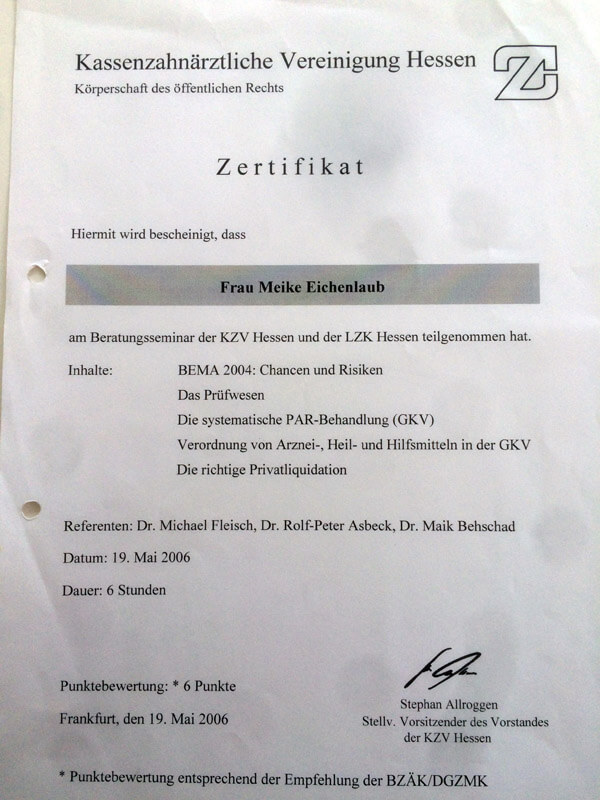 Kassenzahnärztliche Vereinigung Hessen
Körperschaft des öffentlichen Rechts
Zertifikat
Hiermit wird bescheinigt, dass
Frau Meike Eichenlaub
am Beratungsseminar der KZV Hessen und der LZK Hessen teilgenommen hat.
Inhalte: BEMA 2004: Chancen und Risiken
Das Prüfwesen
Die systematische PAR-Behandlung (GKV)
Verordnung von Arznei-, Heil- und Hilfsmitteln in der GKV
Die richtige Privatliquidation
Referenten: Dr. Michael Fleisch, Dr. Rolf-Peter Asbeck, Dr. Maik Behschad
Datum: 19. Mai 2006
Dauer: 6 Stunden
Punktebewertung: * 6 Punkte
Frankfurt, den 19. Mai 2006
Stephan Allroggen
Stellv. Vorsitzender des Vorstandes
der KZV Hessen
* Punktebewertung entsprechend der Empfehlung der BZÄK/DGZMK